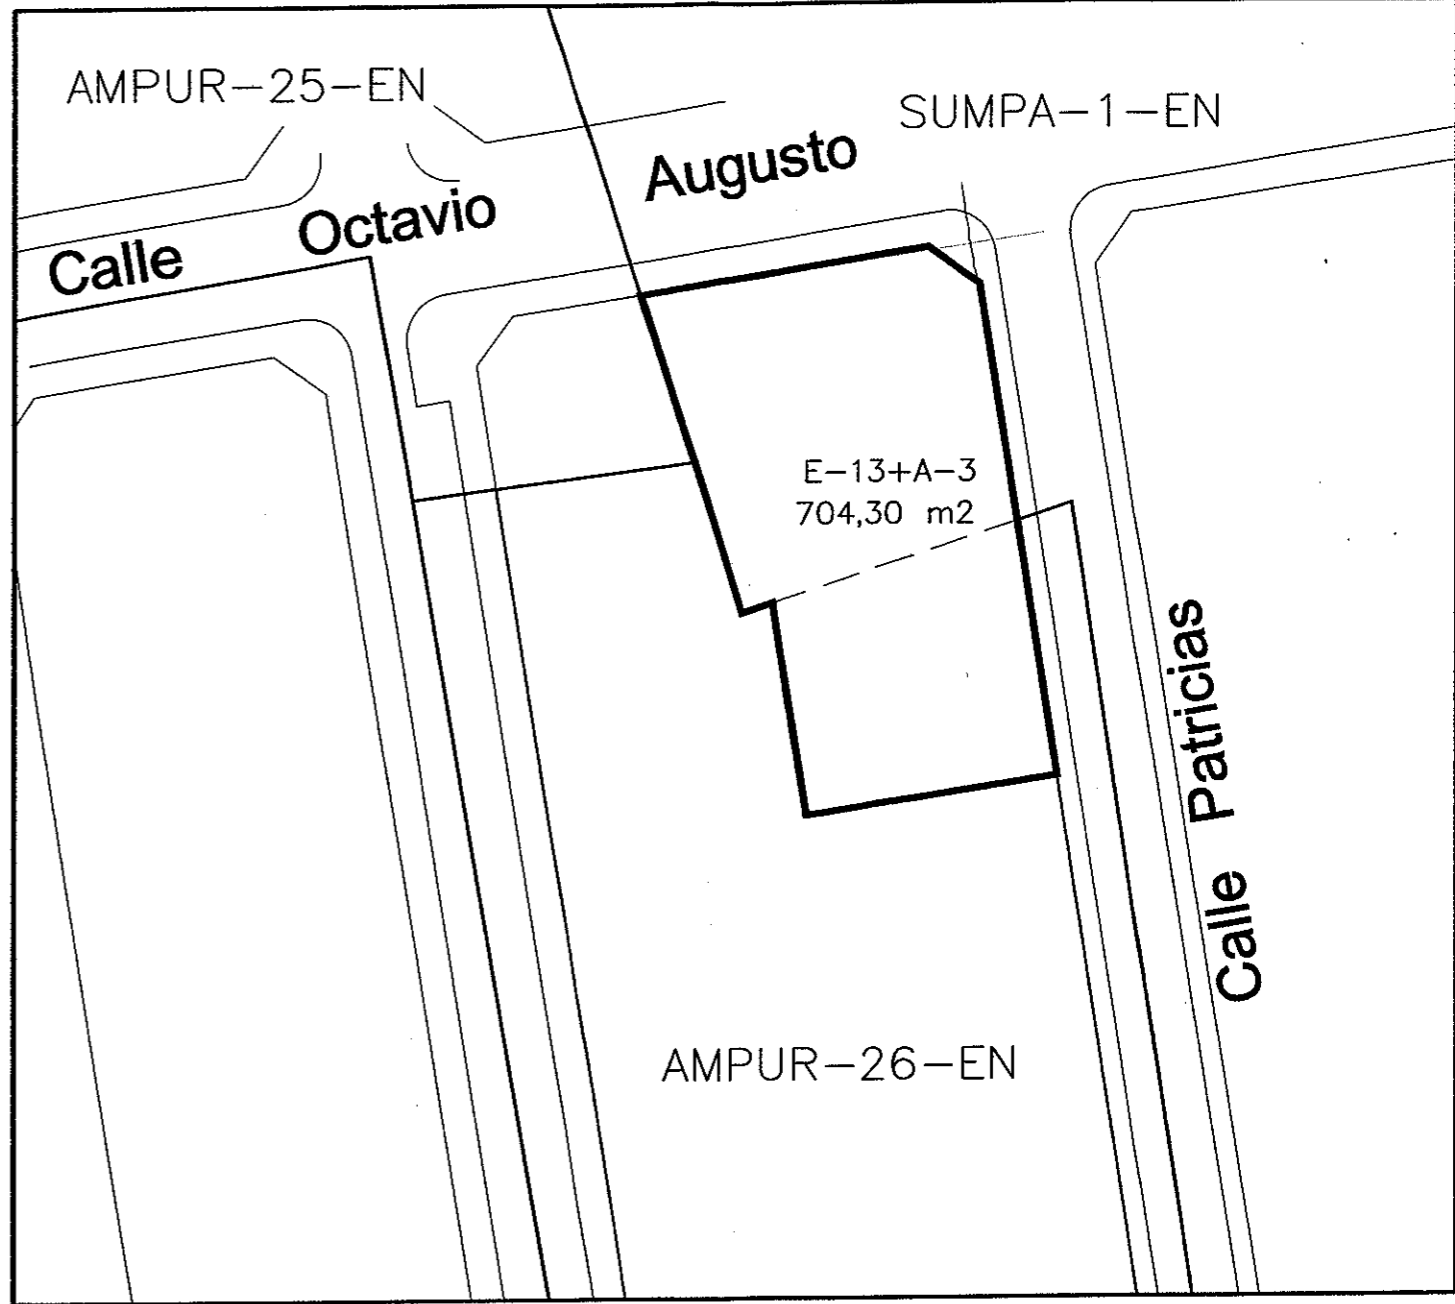 AMPUR-25-EN
SUMPA-1-EN
Calle Octavio Augusto
E-13+A-3
704,30 m2
Calle Patricias
AMPUR-26-EN